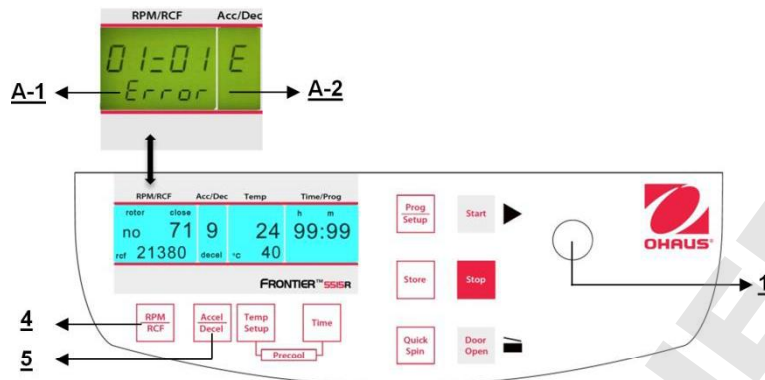 RPM/RCF Acc/Dec
01=01 E
Error
A-1 A-2
RPM/RCF Acc/Dec Temp Time/Prog
rotor close h m
no 71 9 24 99:99
rcf 21380 decel °C 40
FRONTIER™ 5515R
Prog
Setup
Start
OHAUS®
Store
Stop
1
4
RPM
RCF
Accel
Decel
Temp
Setup
Time
5
Precool
Quick
Spin
Door
Open